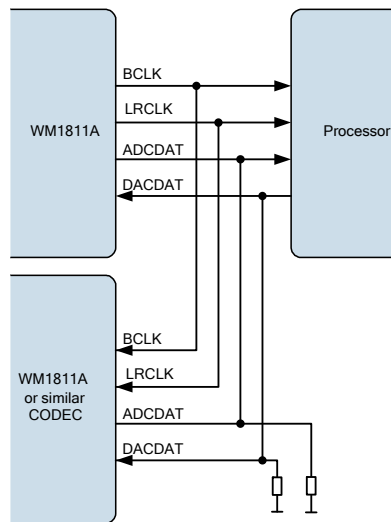 BCLK
LRCLK
WM1811A
Processor
ADCDAT
DACDAT
BCLK
LRCLK
WM1811A
or similar
CODEC
ADCDAT
DACDAT